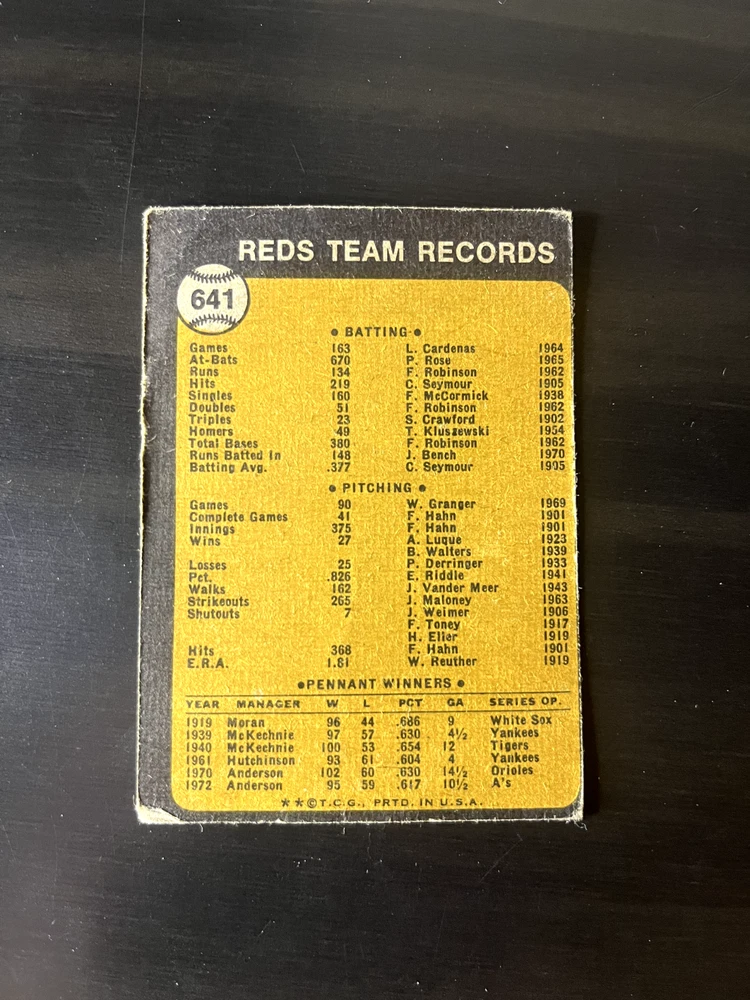 REDS TEAM RECORDS
641
• BATTING •
Games 163 L. Cardenas 1964
At-Bats 670 P. Rose 1965
Runs 134 F. Robinson 1962
Hits 219 C. Seymour 1905
Singles 160 F. McCormick 1938
Doubles 51 F. Robinson 1962
Triples 23 S. Crawford 1902
Homers 49 T. Kluszewski 1954
Total Bases 380 F. Robinson 1962
Runs Batted In 148 J. Bench 1970
Batting Avg. .377 C. Seymour 1905
• PITCHING •
Games 90 W. Granger 1969
Complete Games 41 F. Hahn 1901
Innings 375 F. Hahn 1901
Wins 27 A. Luque 1923
B. Walters 1939
Losses 25 P. Derringer 1933
Pct. .826 E. Riddle 1941
Walks 162 J. Vander Meer 1943
Strikeouts 265 J. Maloney 1963
Shutouts 7 J. Weimer 1906
F. Toney 1917
H. Eller 1919
Hits 368 F. Hahn 1901
E.R.A. 1.81 W. Reuther 1919
•PENNANT WINNERS •
YEAR MANAGER W L PCT GA SERIES OP.
1919 Moran 96 44 .686 9 White Sox
1939 McKechnie 97 57 .630 4½ Yankees
1940 McKechnie 100 53 .654 12 Tigers
1961 Hutchinson 93 61 .604 4 Yankees
1970 Anderson 102 60 .630 14½ Orioles
1972 Anderson 95 59 .617 10½ A's
**©T.C.G., PRTD. IN U.S.A.